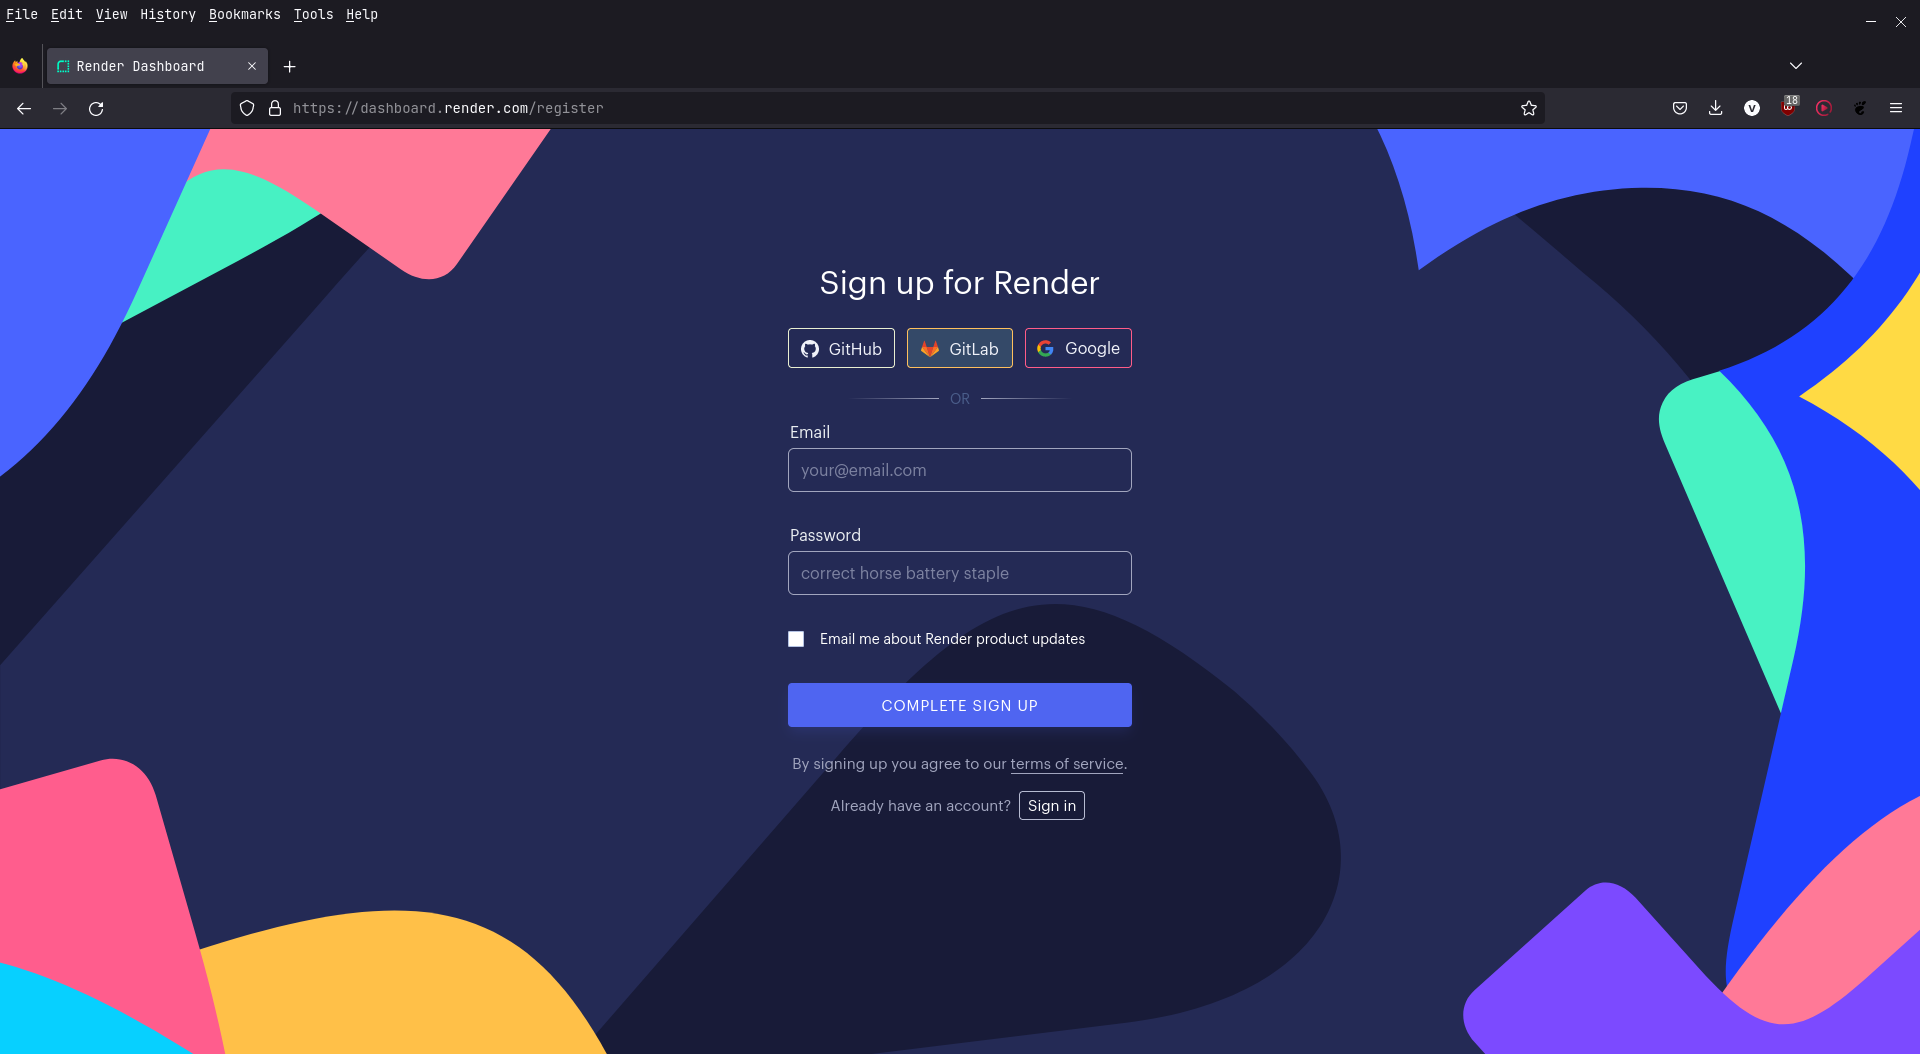 File Edit View History Bookmarks Tools Help
Render Dashboard
https://dashboard.render.com/register
18
Sign up for Render
GitHub GitLab Google
OR
Email
your@email.com
Password
correct horse battery staple
Email me about Render product updates
COMPLETE SIGN UP
By signing up you agree to our terms of service.
Already have an account? Sign in